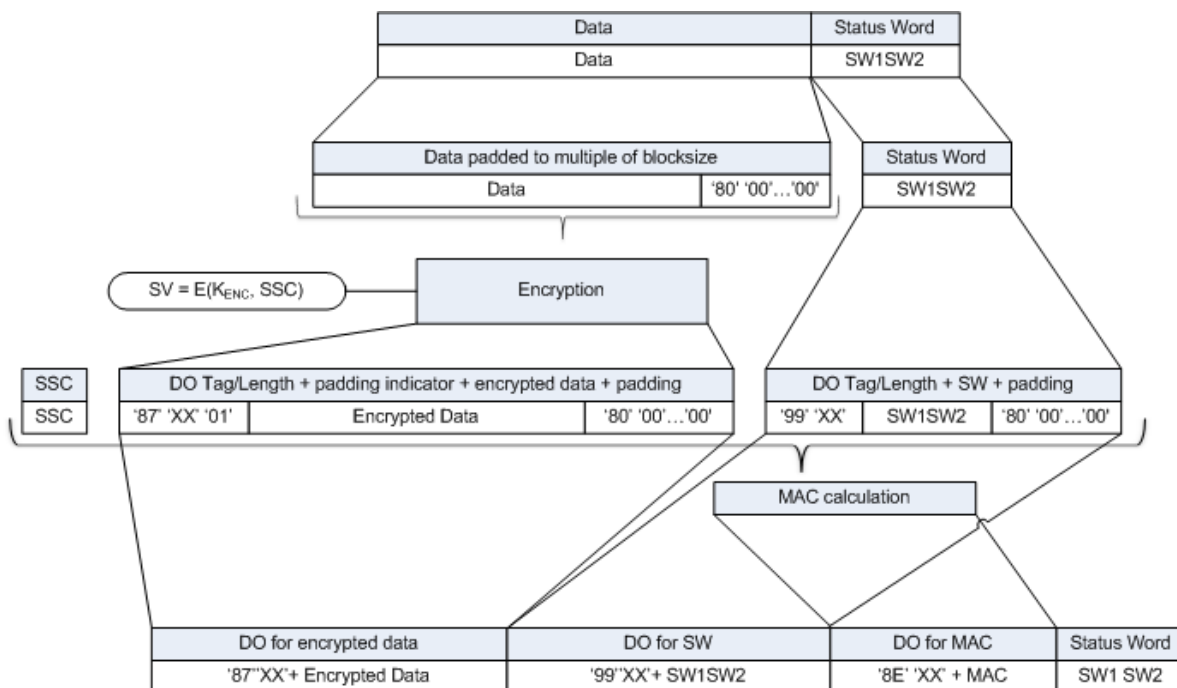 Data Status Word
Data SW1SW2
Data padded to multiple of blocksize Status Word
Data '80' '00'...'00' SW1SW2
SV = E(KENC, SSC) Encryption
SSC DO Tag/Length + padding indicator + encrypted data + padding DO Tag/Length + SW + padding
SSC '87' 'XX' '01' Encrypted Data '80' '00'...'00' '99' 'XX' SW1SW2 '80' '00'...'00'
MAC calculation
DO for encrypted data DO for SW DO for MAC Status Word
'87''XX'+ Encrypted Data '99''XX'+ SW1SW2 '8E' 'XX' + MAC SW1 SW2